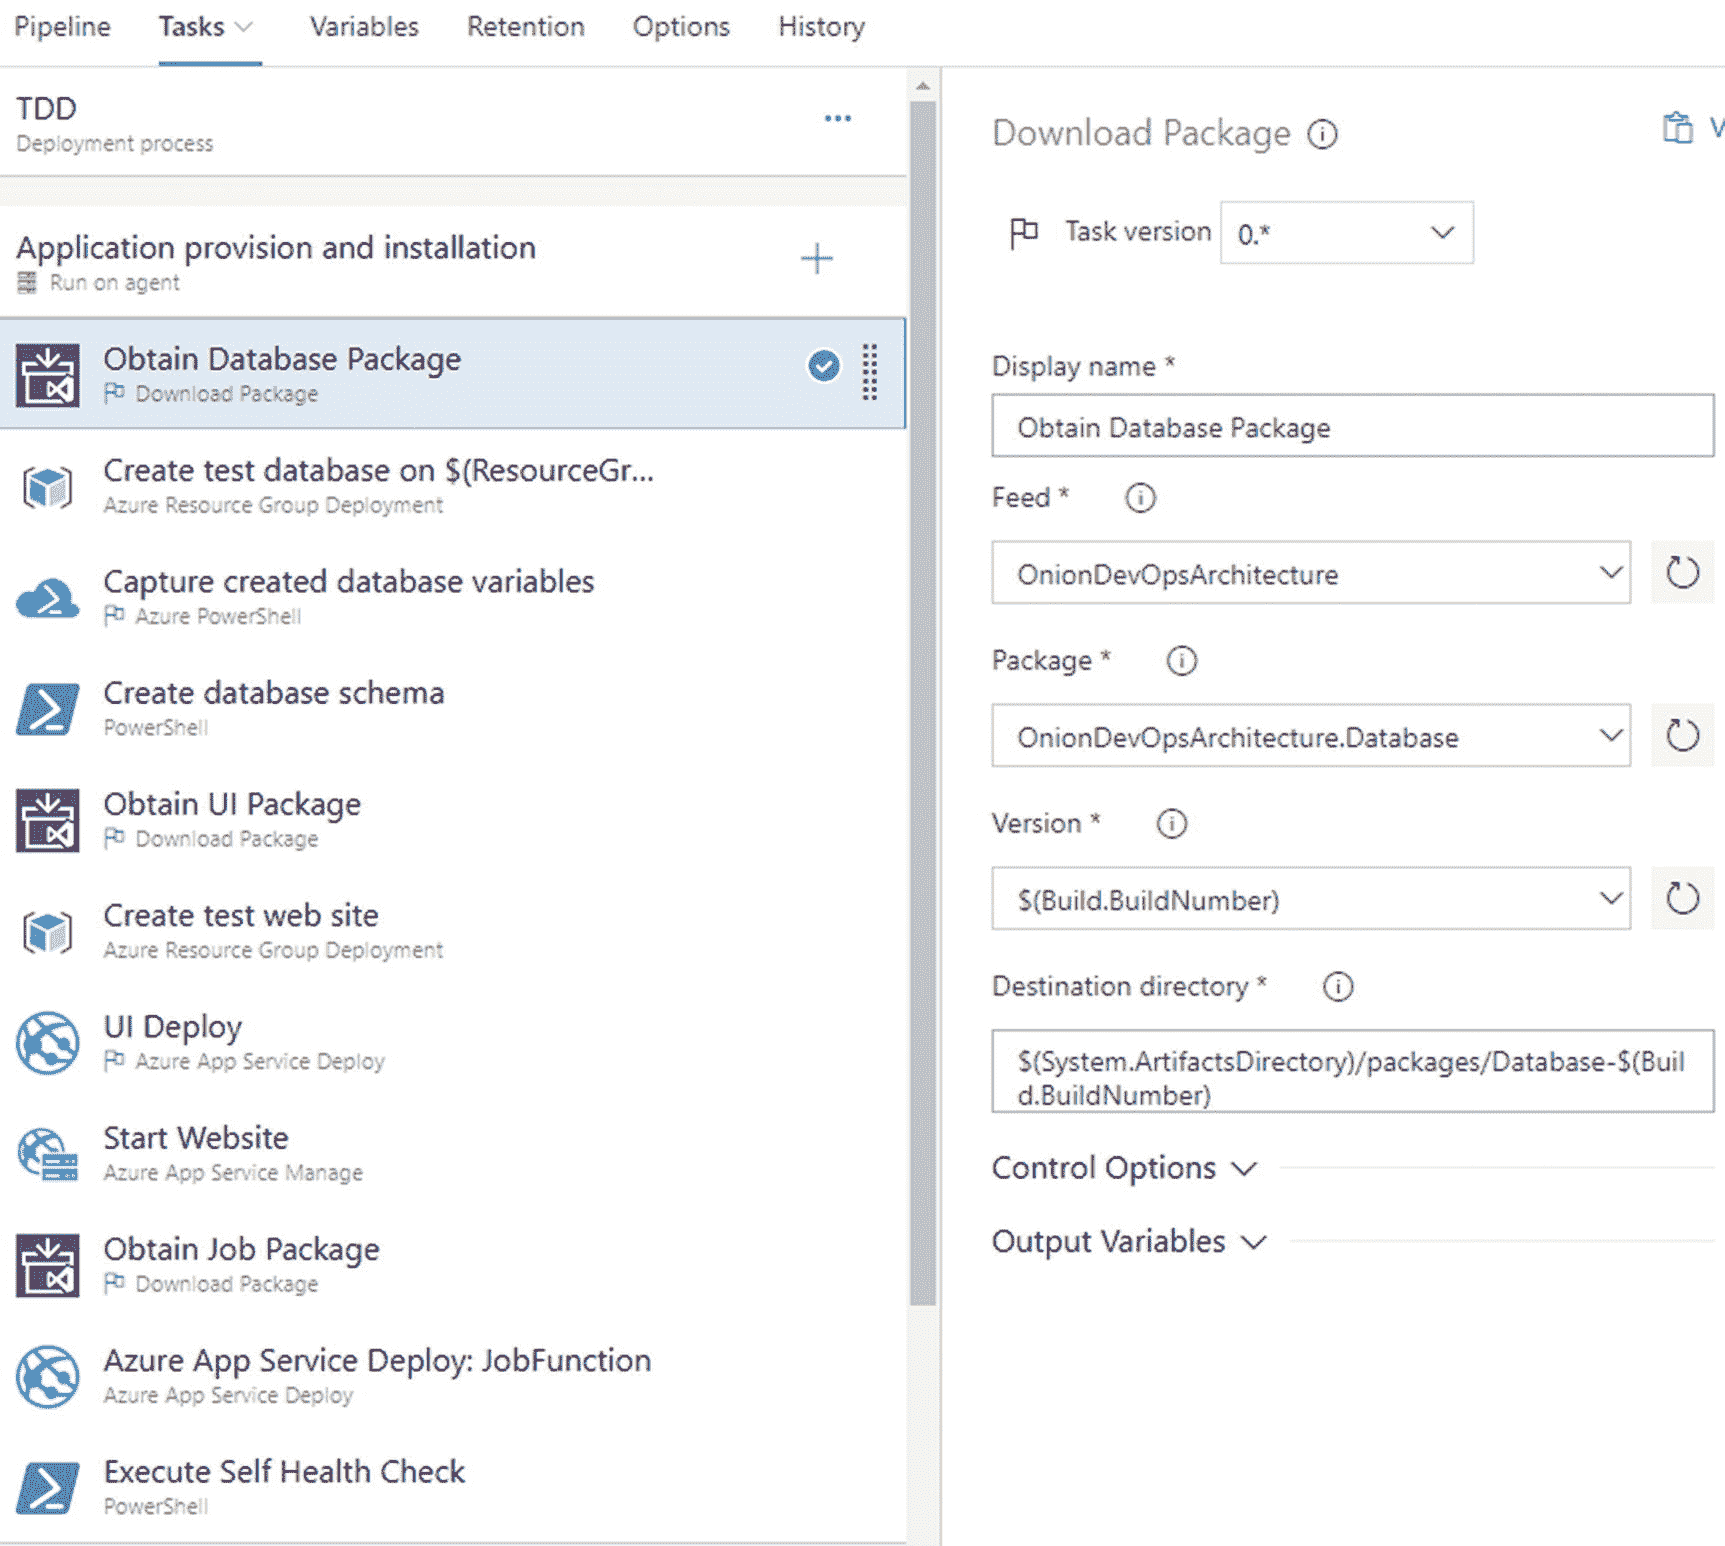 Pipeline Tasks Variables Retention Options History
TDD
Deployment process
Application provision and installation
Run on agent
Obtain Database Package
Download Package
Create test database on $(ResourceGr...
Azure Resource Group Deployment
Capture created database variables
Azure PowerShell
Create database schema
PowerShell
Obtain UI Package
Download Package
Create test web site
Azure Resource Group Deployment
UI Deploy
Azure App Service Deploy
Start Website
Azure App Service Manage
Obtain Job Package
Download Package
Azure App Service Deploy: JobFunction
Azure App Service Deploy
Execute Self Health Check
PowerShell
Download Package
V
Task version 0.*
Display name *
Obtain Database Package
Feed *
OnionDevOpsArchitecture
Package *
OnionDevOpsArchitecture.Database
Version *
$(Build.BuildNumber)
Destination directory *
$(System.ArtifactsDirectory)/packages/Database-$(Buil
d.BuildNumber)
Control Options
Output Variables